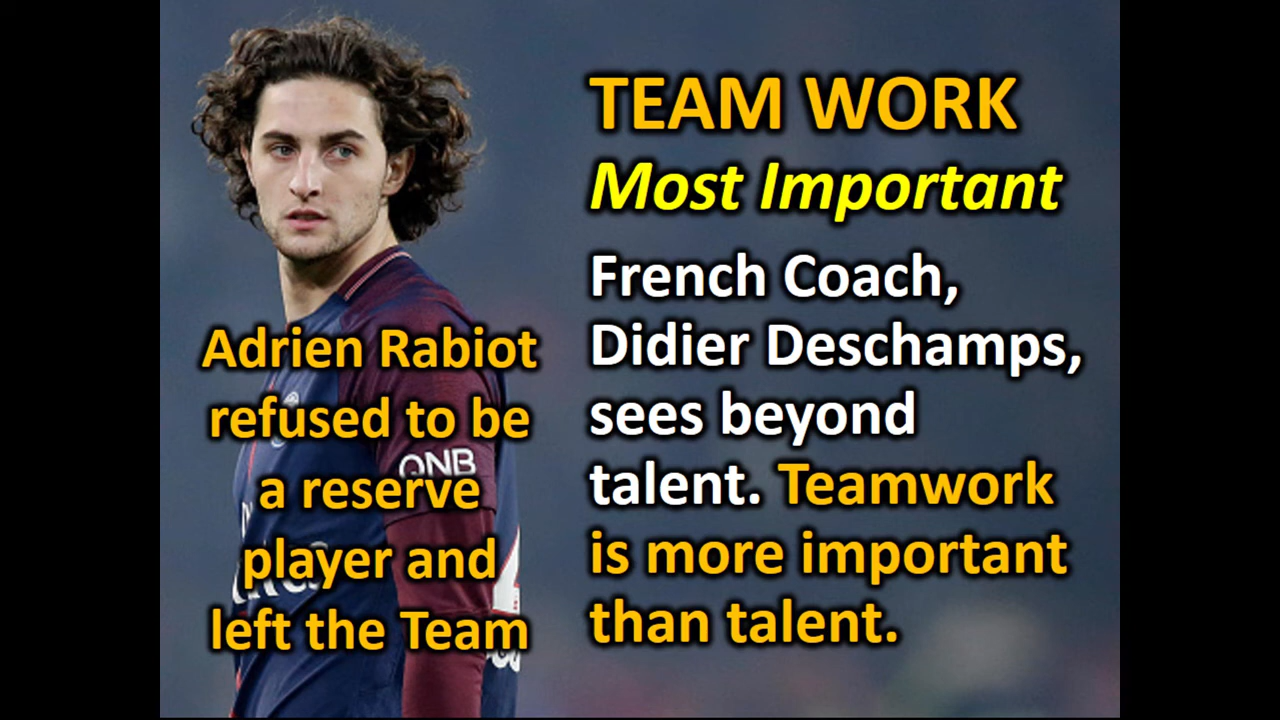 TEAM WORK
Most Important
French Coach,
Didier Deschamps,
sees beyond
talent. Teamwork
is more important
than talent.
Adrien Rabiot
refused to be
a reserve
player and
left the Team
QNB